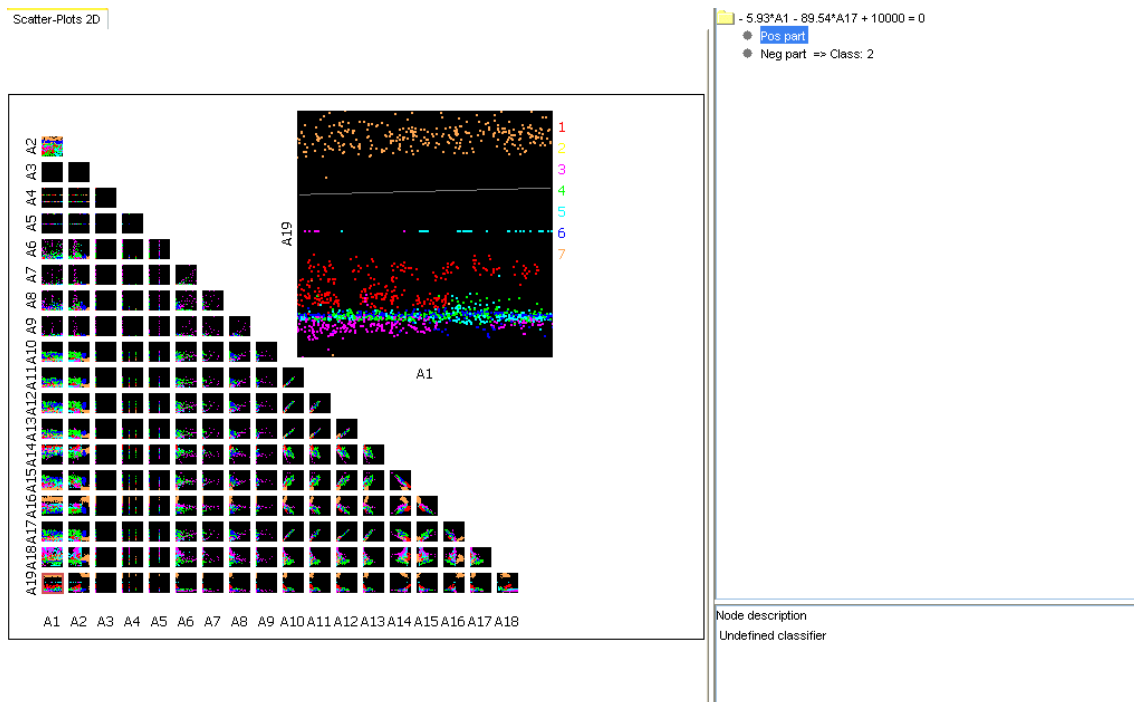 Scatter-Plots 2D
- 5.93*A1 - 89.54*A17 + 10000 = 0
Pos part
Neg part => Class: 2
1
2
3
4
5
6
7
A19
A1
A2
A3
A4
A5
A6
A7
A8
A9
A10
A11
A12
A13
A14
A15
A16
A17
A18
A19
A1 A2 A3 A4 A5 A6 A7 A8 A9 A10 A11 A12 A13 A14 A15 A16 A17 A18
Node description
Undefined classifier